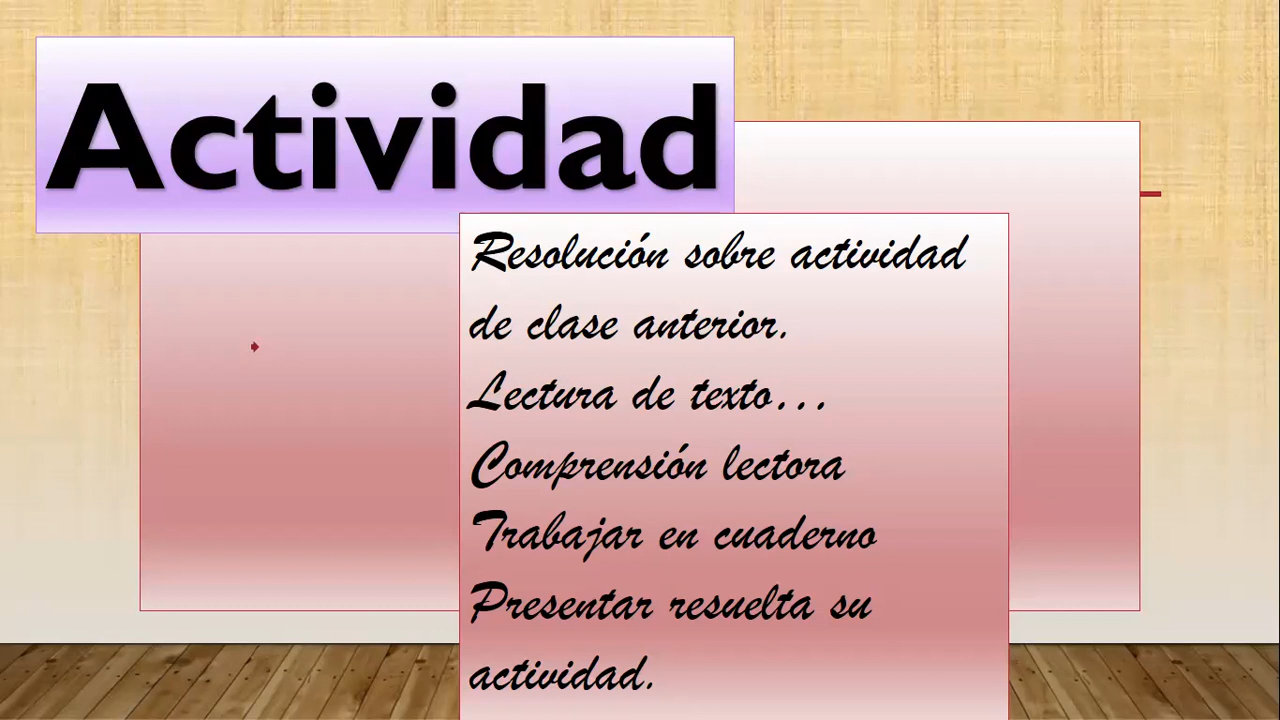 Actividad
Resolución sobre actividad
de clase anterior.
Lectura de texto...
Comprensión lectora
Trabajar en cuaderno
Presentar resuelta su
actividad.